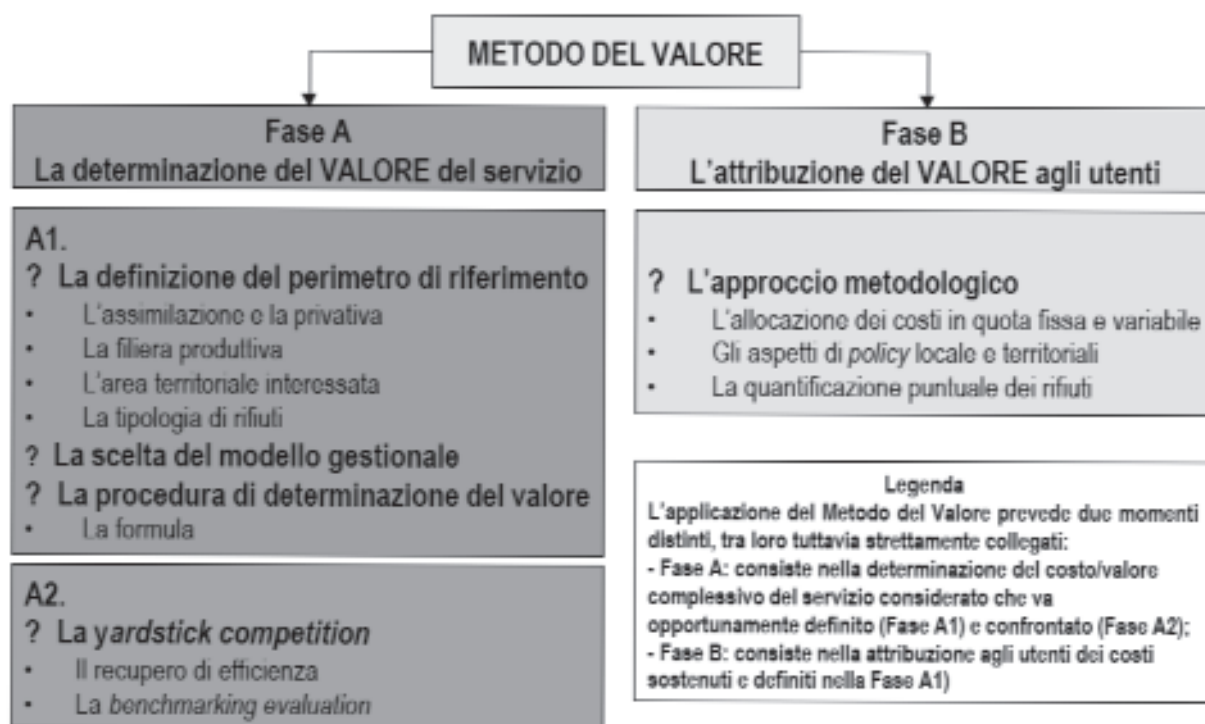 METODO DEL VALORE
Fase A
La determinazione del VALORE del servizio
A1.
? La definizione del perimetro di riferimento
• L'assimilazione e la privativa
• La filiera produttiva
• L'area territoriale interessata
• La tipologia di rifiuti
? La scelta del modello gestionale
? La procedura di determinazione del valore
• La formula
A2.
? La yardstick competition
• Il recupero di efficienza
• La benchmarking evaluation
Fase B
L'attribuzione del VALORE agli utenti
? L'approccio metodologico
• L'allocazione dei costi in quota fissa e variabile
• Gli aspetti di policy locale e territoriali
• La quantificazione puntuale dei rifiuti
Legenda
L'applicazione del Metodo del Valore prevede due momenti
distinti, tra loro tuttavia strettamente collegati:
- Fase A: consiste nella determinazione del costo/valore
complessivo del servizio considerato che va
opportunamente definito (Fase A1) e confrontato (Fase A2);
- Fase B: consiste nella attribuzione agli utenti dei costi
sostenuti e definiti nella Fase A1)